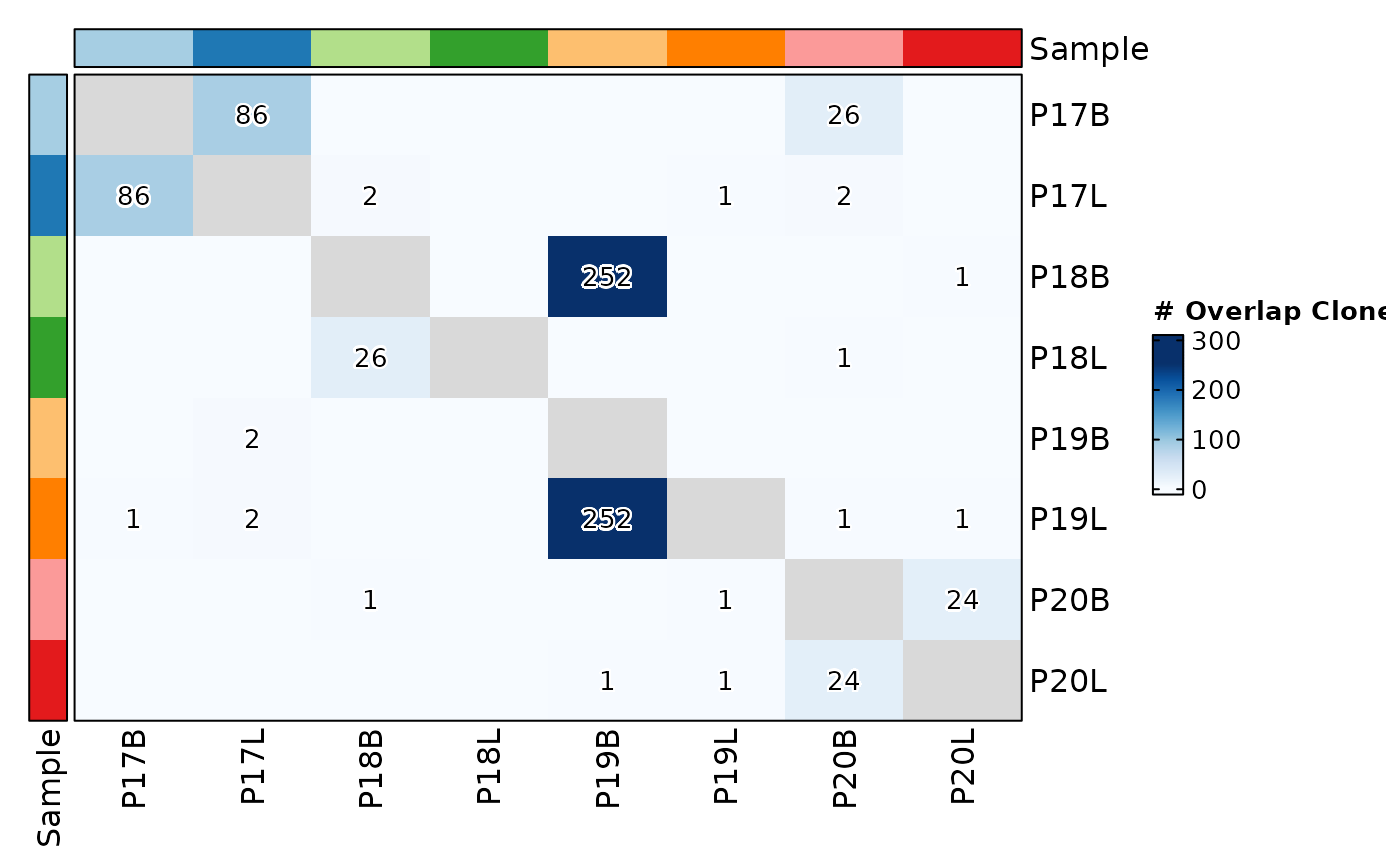 Sample
86 26 P17B
86 2 1 2 P17L
252 1 P18B
26 1 P18L
2 P19B
1 2 252 1 1 P19L
1 1 24 P20B
1 1 24 P20L
Sample P17B P17L P18B P18L P19B P19L P20B P20L
# Overlap Clone
300
200
100
0